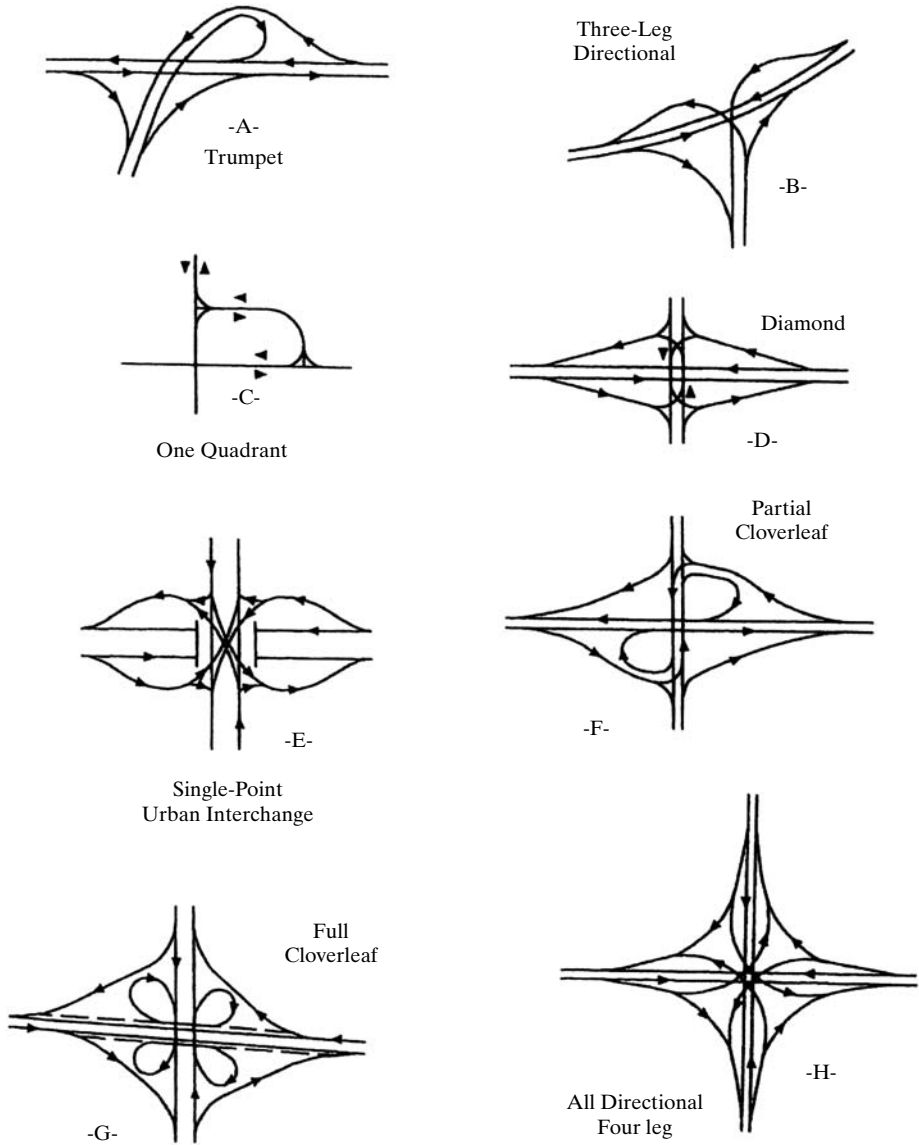 -A-
Trumpet
Three-Leg
Directional
-B-
-C-
One Quadrant
Diamond
-D-
-E-
Single-Point
Urban Interchange
Partial
Cloverleaf
-F-
Full
Cloverleaf
-G-
-H-
All Directional
Four leg